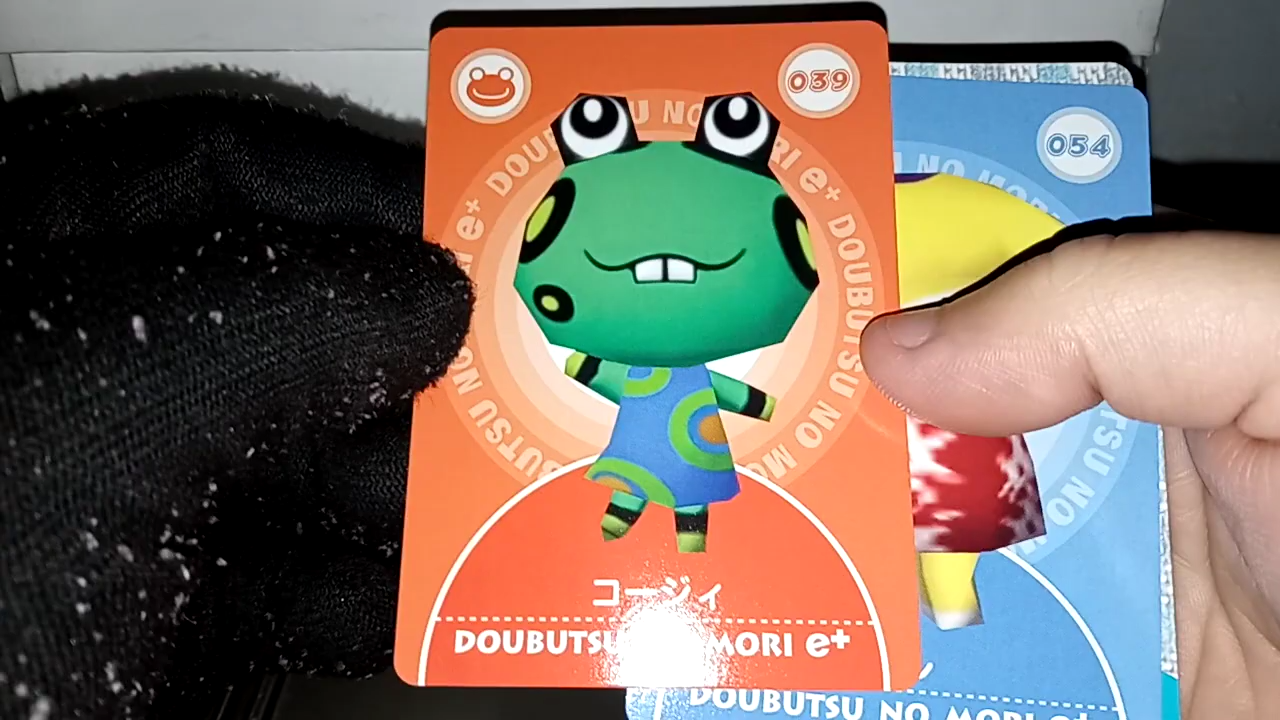 039
DOUBUTSU NO MORI e+
054
DOUBUTSU NO MORI
コージィ
DOUBUTSU NO MORI e+
DOUBUTSU NO MORI e+